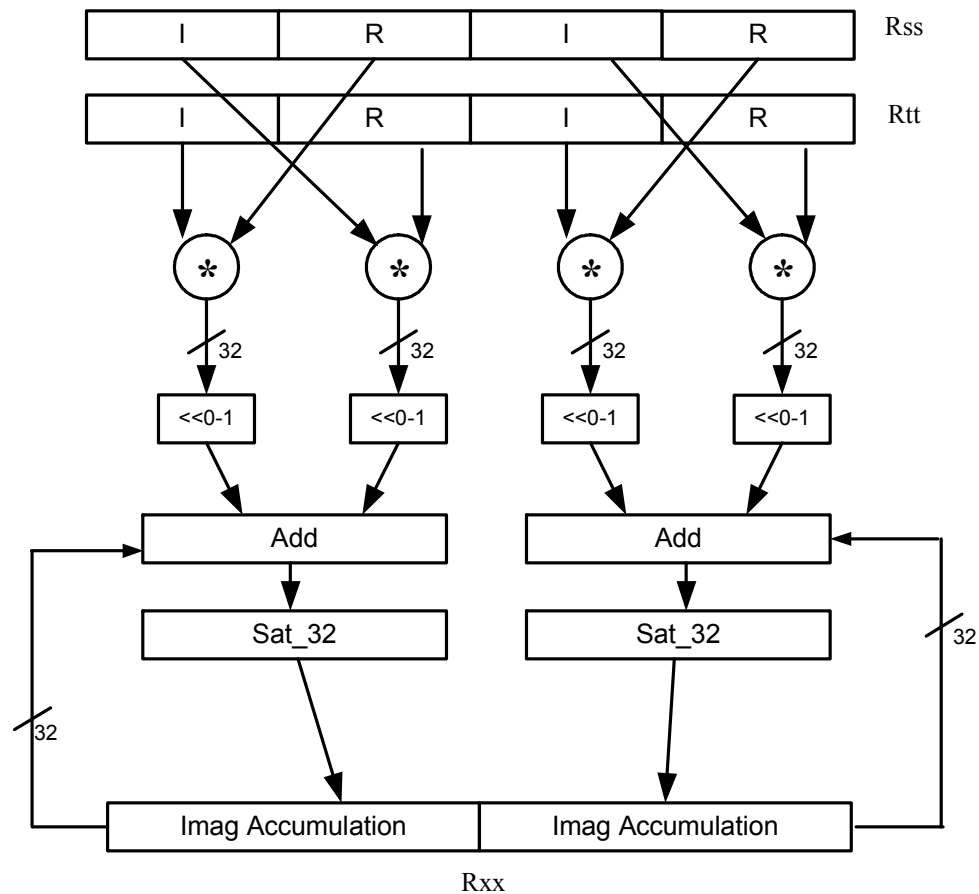 I R I R Rss
I R I R Rtt
* * * *
32 32 32 32
<<0-1 <<0-1 <<0-1 <<0-1
Add Add
Sat_32 Sat_32
32
32
Imag Accumulation Imag Accumulation
Rxx